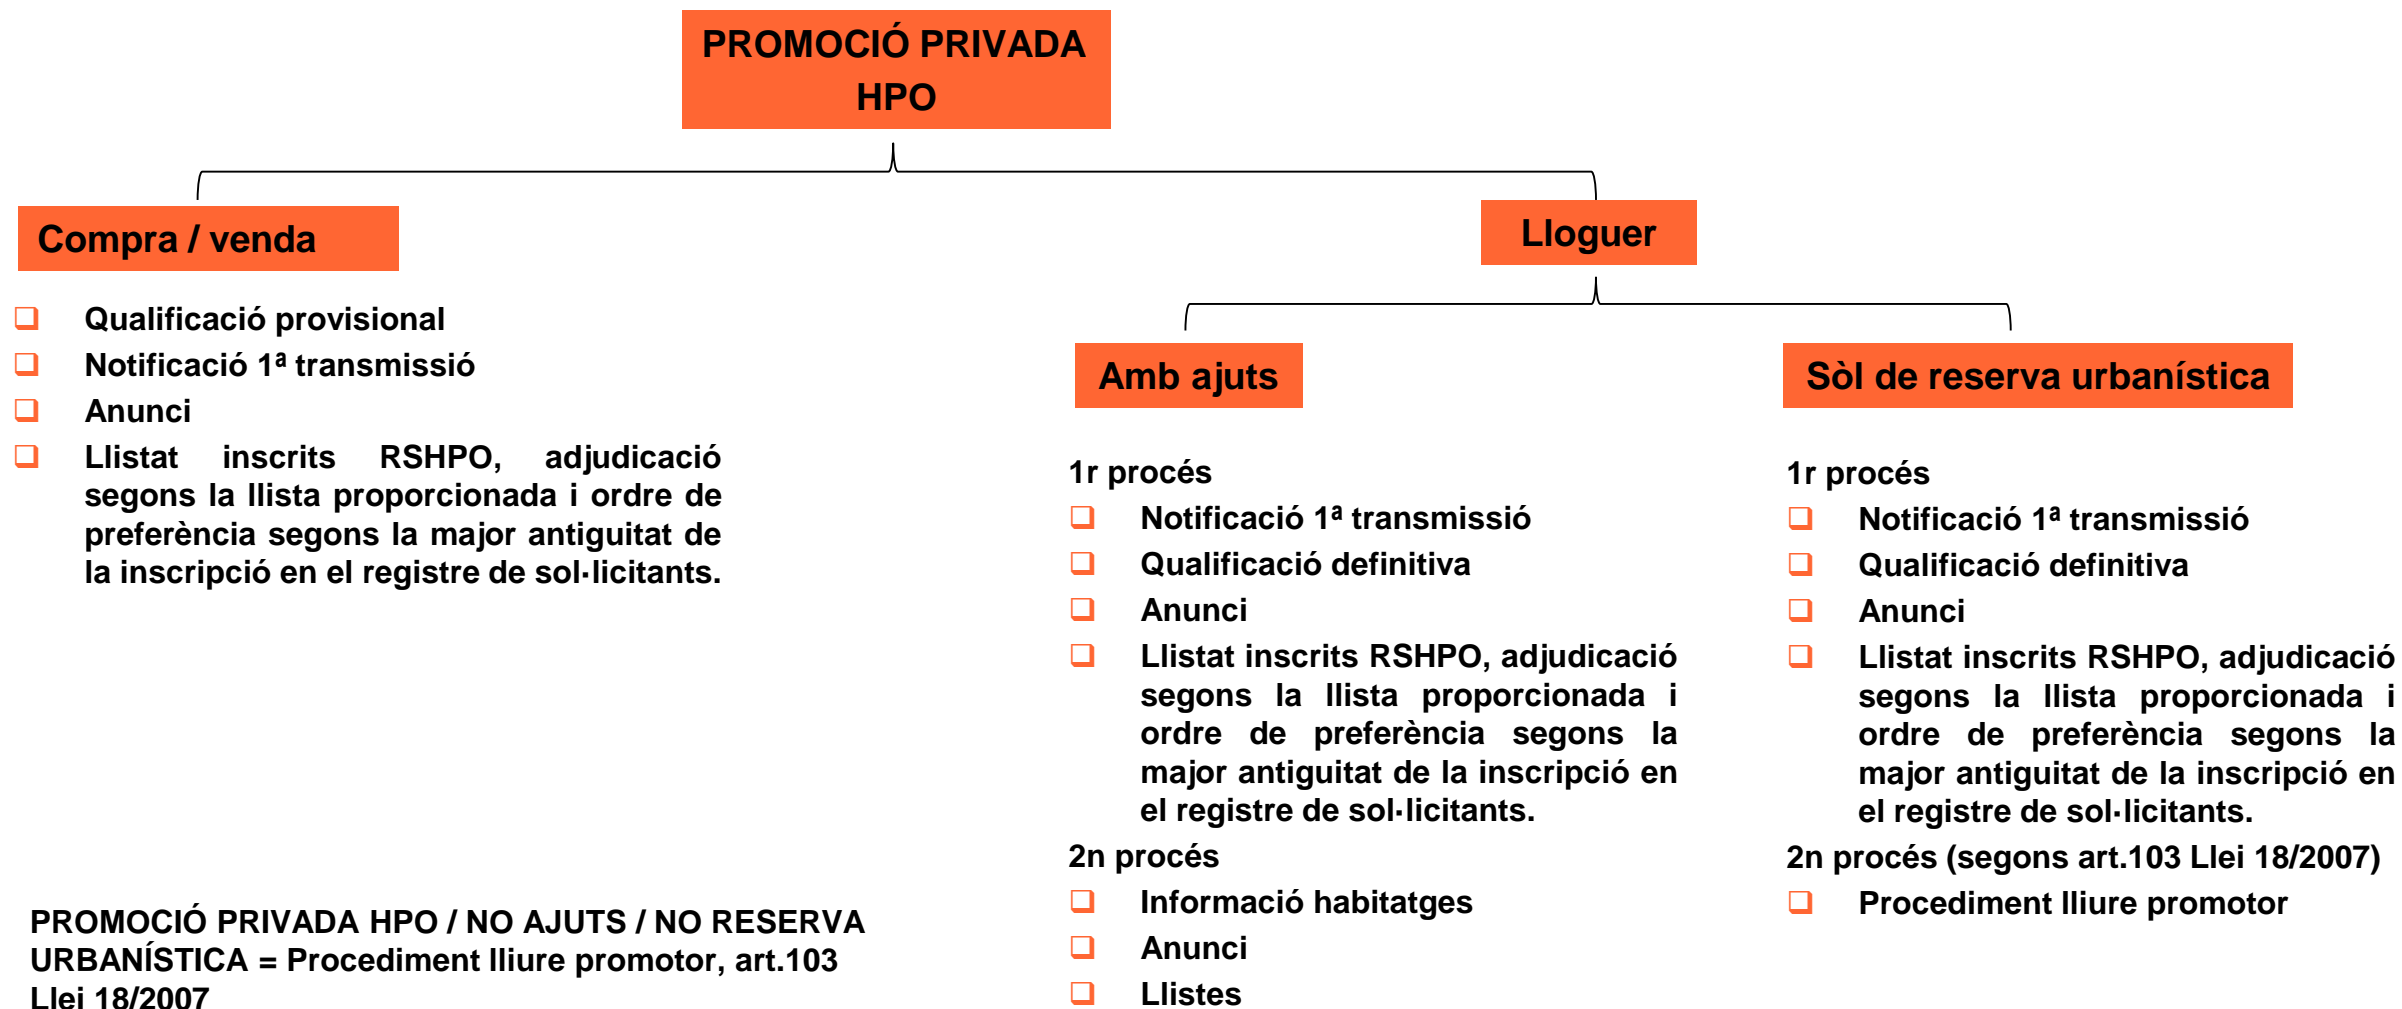 PROMOCIÓ PRIVADA
HPO
Compra / venda
Qualificació provisional
Notificació 1ª transmissió
Anunci
Llistat inscrits RSHPO, adjudicació
segons la llista proporcionada i ordre de
preferència segons la major antiguitat de
la inscripció en el registre de sol·licitants.
PROMOCIÓ PRIVADA HPO / NO AJUTS / NO RESERVA
URBANÍSTICA = Procediment lliure promotor, art.103
Llei 18/2007
Lloguer
Amb ajuts
1r procés
Notificació 1ª transmissió
Qualificació definitiva
Anunci
Llistat inscrits RSHPO, adjudicació
segons la llista proporcionada i
ordre de preferència segons la
major antiguitat de la inscripció en
el registre de sol·licitants.
2n procés
Informació habitatges
Anunci
Llistes
Sòl de reserva urbanística
1r procés
Notificació 1ª transmissió
Qualificació definitiva
Anunci
Llistat inscrits RSHPO, adjudicació
segons la llista proporcionada i
ordre de preferència segons la
major antiguitat de la inscripció en
el registre de sol·licitants.
2n procés (segons art.103 Llei 18/2007)
Procediment lliure promotor